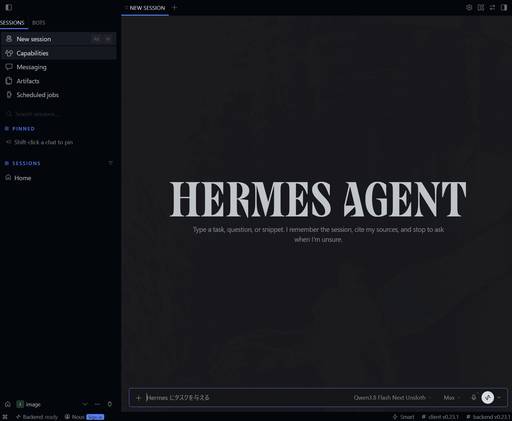 NEW SESSION
SESSIONS
BOTS
New session
Capabilities
Messaging
Artifacts
Scheduled jobs
Search sessions...
PINNED
Shift-click a chat to pin
SESSIONS
Home
HERMES AGENT
Type a task, question, or snippet. I remember the session, cite my sources, and stop to ask
when I'm unsure.
Hermes にタスクを与える
Qwen3.8 Flash Next Unsloth
Max
image
Backend ready
Nous
Sign in
Smart
client v0.23.1
backend v0.23.1